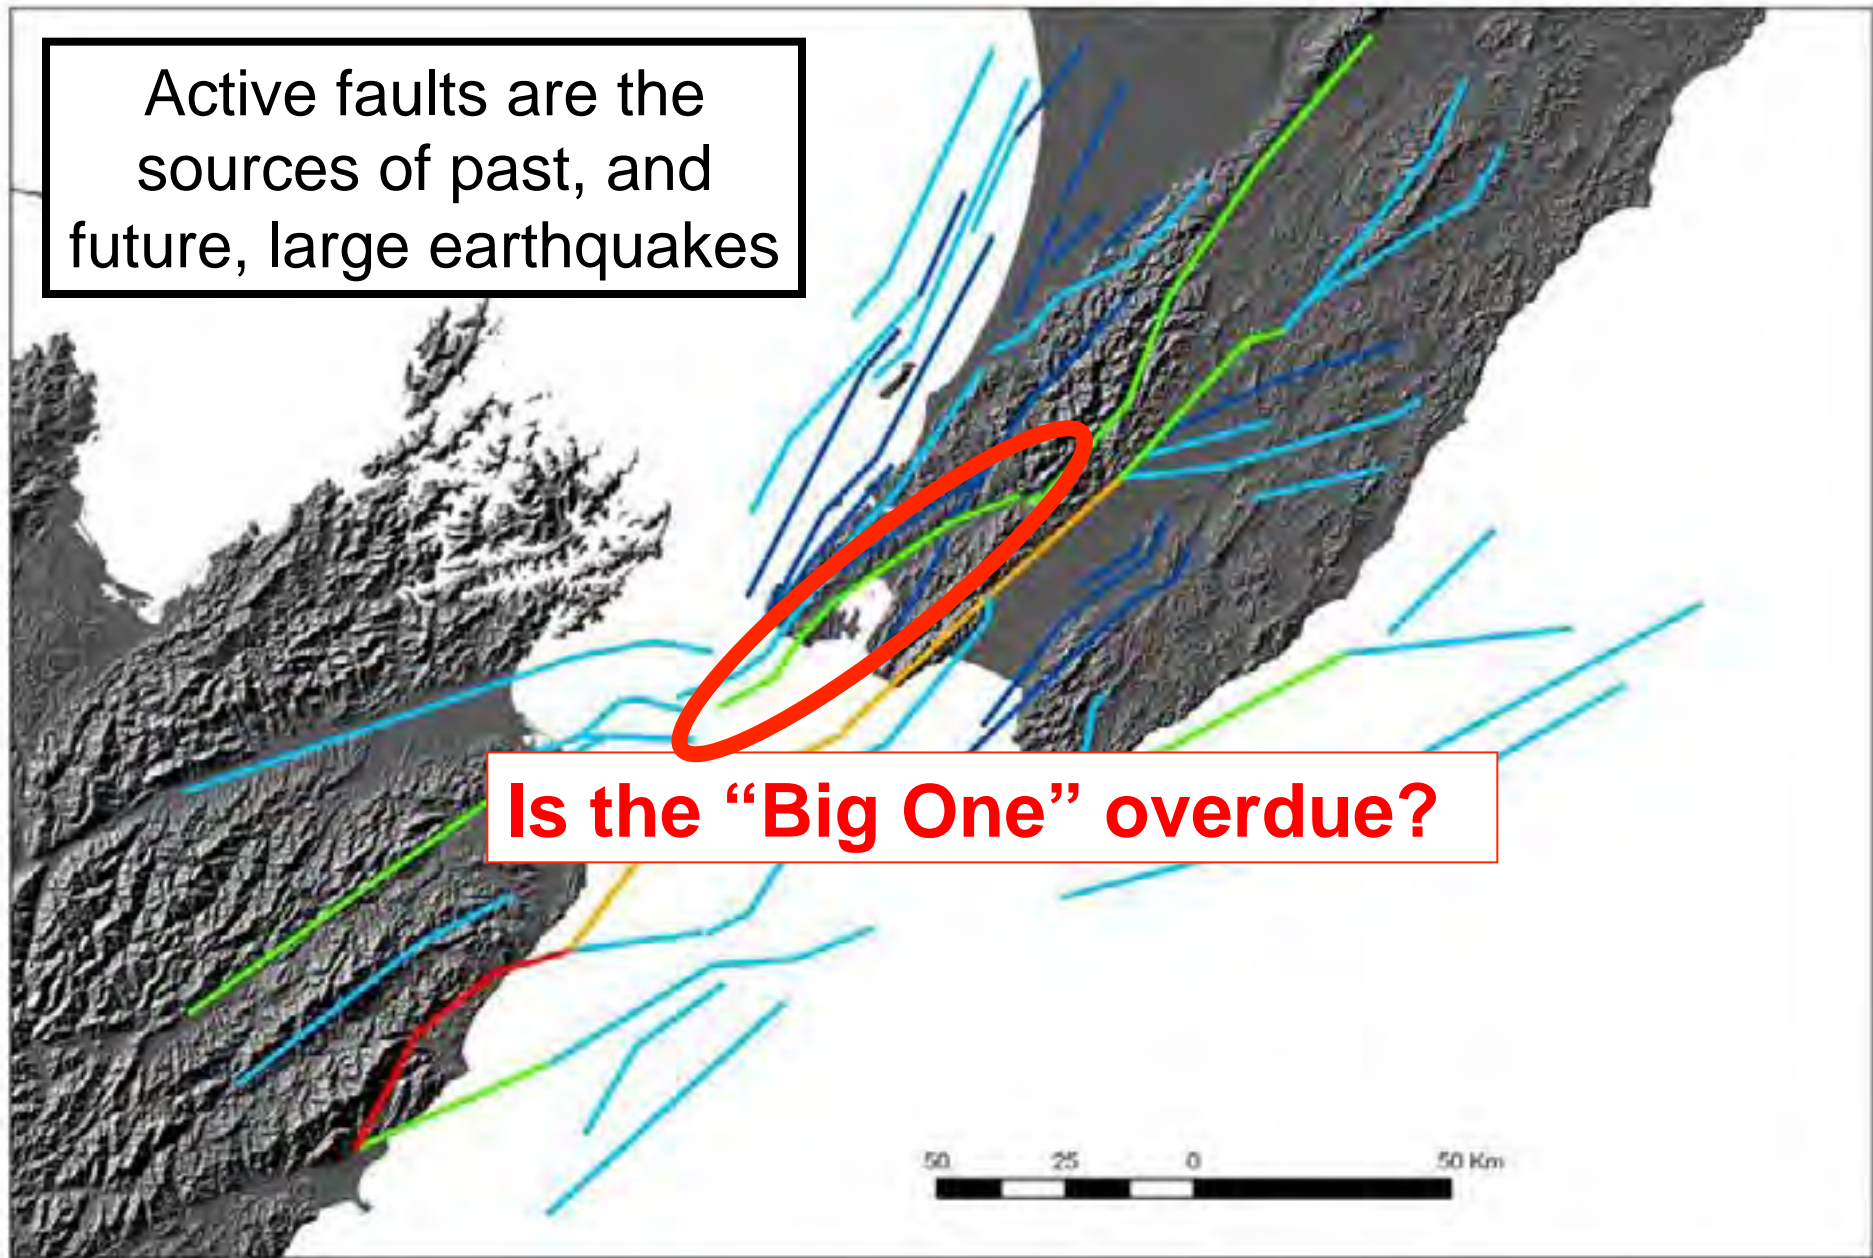 Active faults are the
sources of past, and
future, large earthquakes
Is the “Big One” overdue?
50 25 0 50 Km